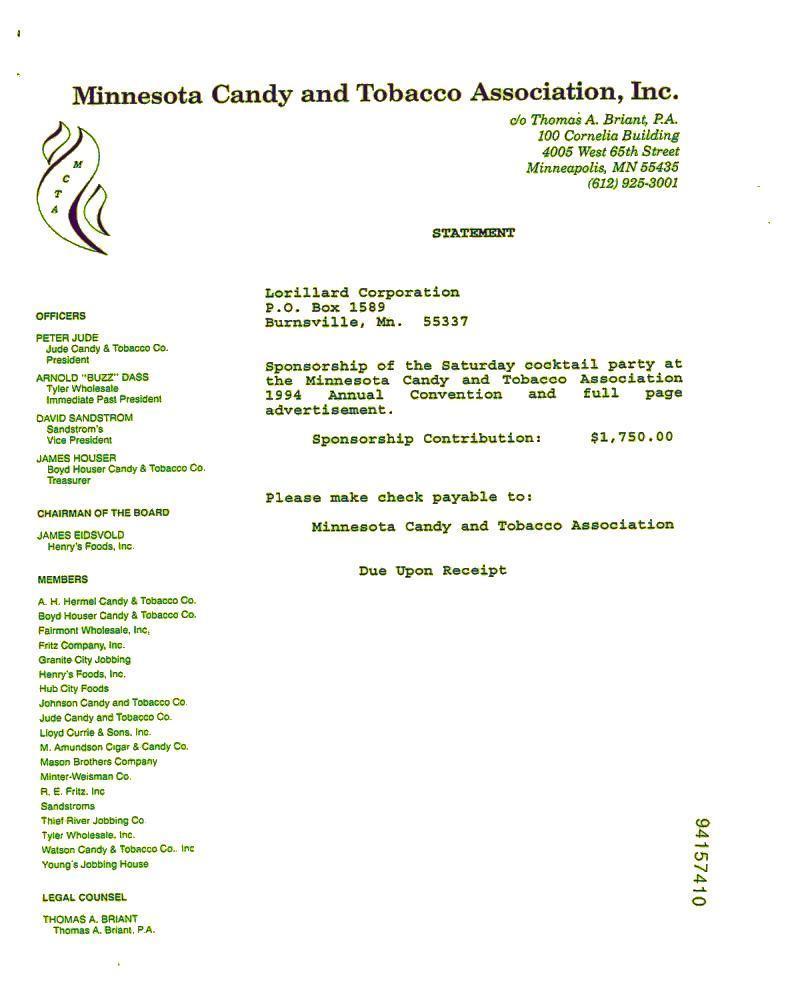 Minnesota Candy and Tobacco Association, Inc.
c/o Thomas A. Briant, P.A.
100 Cornelia Building
4005 West 65th Street
Minneapolis, MN 55435
(612) 925-3001
M
C
T
A
STATEMENT
Lorillard Corporation
P.O. Box 1589
Burnsville, Mn. 55337
Sponsorship of the Saturday cocktail party at
the Minnesota Candy and Tobacco Association
1994 Annual Convention and full page
advertisement.
Sponsorship Contribution: $1,750.00
Please make check payable to:
Minnesota Candy and Tobacco Association
Due Upon Receipt
OFFICERS
PETER JUDE
Jude Candy & Tobacco Co.
President
ARNOLD "BUZZ" DASS
Tyler Wholesale
Immediate Past President
DAVID SANDSTROM
Sandstrom's
Vice President
JAMES HOUSER
Boyd Houser Candy & Tobacco Co.
Treasurer
CHAIRMAN OF THE BOARD
JAMES EIDSVOLD
Henry's Foods, Inc.
MEMBERS
A. H. Hermel Candy & Tobacco Co.
Boyd Houser Candy & Tobacco Co.
Fairmont Wholesale, Inc.
Fritz Company, Inc.
Granite City Jobbing
Henry's Foods, Inc.
Hub City Foods
Johnson Candy and Tobacco Co.
Jude Candy and Tobacco Co.
Lloyd Currie & Sons, Inc.
M. Amundson Cigar & Candy Co.
Mason Brothers Company
Minter-Weisman Co.
R. E. Fritz, Inc
Sandstroms
Thief River Jobbing Co
Tyler Wholesale, Inc.
Watson Candy & Tobacco Co., Inc
Young's Jobbing House
LEGAL COUNSEL
THOMAS A. BRIANT
Thomas A. Briant, P.A.
94157410